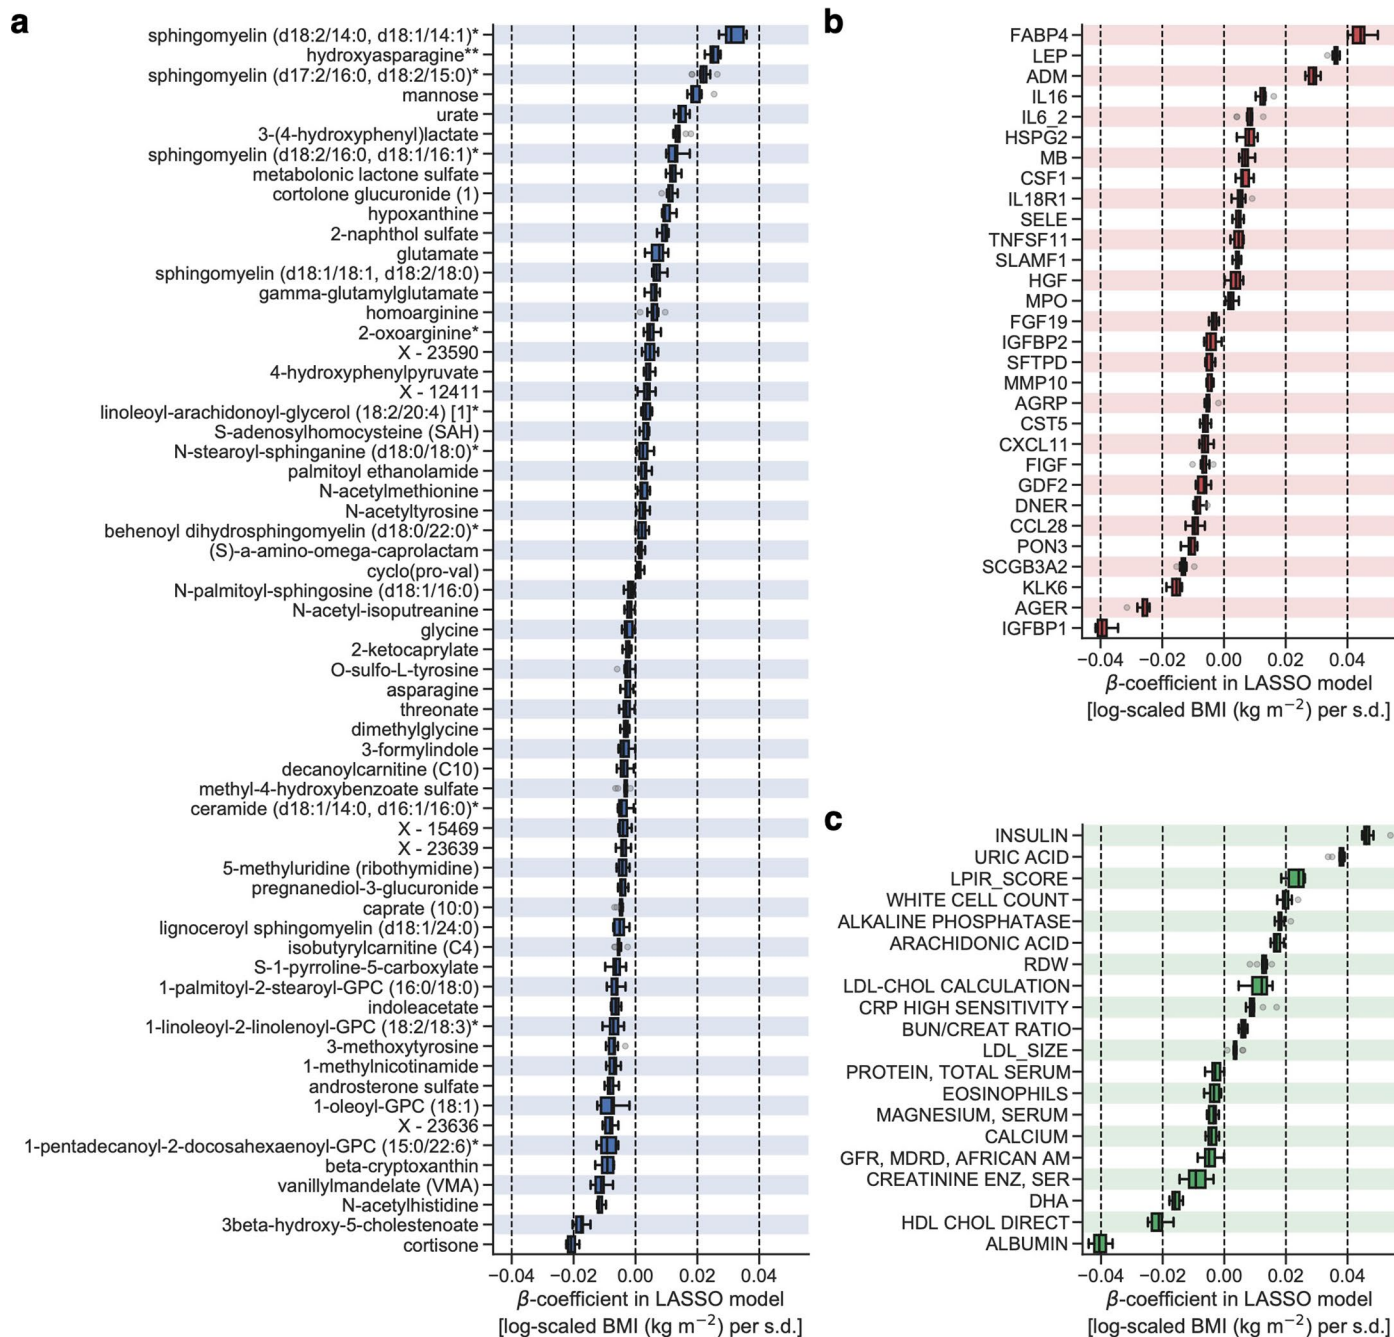 a
sphingomyelin (d18:2/14:0, d18:1/14:1)*
hydroxyasparagine**
sphingomyelin (d17:2/16:0, d18:2/15:0)*
mannose
urate
3-(4-hydroxyphenyl)lactate
sphingomyelin (d18:2/16:0, d18:1/16:1)*
metabolonic lactone sulfate
cortolone glucuronide (1)
hypoxanthine
2-naphthol sulfate
glutamate
sphingomyelin (d18:1/18:1, d18:2/18:0)
gamma-glutamylglutamate
homoarginine
2-oxoarginine*
X - 23590
4-hydroxyphenylpyruvate
X - 12411
linoleoyl-arachidonoyl-glycerol (18:2/20:4) [1]*
S-adenosylhomocysteine (SAH)
N-stearoyl-sphinganine (d18:0/18:0)*
palmitoyl ethanolamide
N-acetylmethionine
N-acetyltyrosine
behenoyl dihydrosphingomyelin (d18:0/22:0)*
(S)-a-amino-omega-caprolactam
cyclo(pro-val)
N-palmitoyl-sphingosine (d18:1/16:0)
N-acetyl-isoputreanine
glycine
2-ketocaprylate
O-sulfo-L-tyrosine
asparagine
threonate
dimethylglycine
3-formylindole
decanoylcarnitine (C10)
methyl-4-hydroxybenzoate sulfate
ceramide (d18:1/14:0, d16:1/16:0)*
X - 15469
X - 23639
5-methyluridine (ribothymidine)
pregnanediol-3-glucuronide
caprate (10:0)
lignoceroyl sphingomyelin (d18:1/24:0)
isobutyrylcarnitine (C4)
S-1-pyrroline-5-carboxylate
1-palmitoyl-2-stearoyl-GPC (16:0/18:0)
indoleacetate
1-linoleoyl-2-linolenoyl-GPC (18:2/18:3)*
3-methoxytyrosine
1-methylnicotinamide
androsterone sulfate
1-oleoyl-GPC (18:1)
X - 23636
1-pentadecanoyl-2-docosahexaenoyl-GPC (15:0/22:6)*
beta-cryptoxanthin
vanillylmandelate (VMA)
N-acetylhistidine
3beta-hydroxy-5-cholestenoate
cortisone
−0.04 −0.02 0.00 0.02 0.04
β-coefficient in LASSO model
[log-scaled BMI (kg m−2) per s.d.]
b
FABP4
LEP
ADM
IL16
IL6_2
HSPG2
MB
CSF1
IL18R1
SELE
TNFSF11
SLAMF1
HGF
MPO
FGF19
IGFBP2
SFTPD
MMP10
AGRP
CST5
CXCL11
FIGF
GDF2
DNER
CCL28
PON3
SCGB3A2
KLK6
AGER
IGFBP1
−0.04 −0.02 0.00 0.02 0.04
β-coefficient in LASSO model
[log-scaled BMI (kg m−2) per s.d.]
c
INSULIN
URIC ACID
LPIR_SCORE
WHITE CELL COUNT
ALKALINE PHOSPHATASE
ARACHIDONIC ACID
RDW
LDL-CHOL CALCULATION
CRP HIGH SENSITIVITY
BUN/CREAT RATIO
LDL_SIZE
PROTEIN, TOTAL SERUM
EOSINOPHILS
MAGNESIUM, SERUM
CALCIUM
GFR, MDRD, AFRICAN AM
CREATININE ENZ, SER
DHA
HDL CHOL DIRECT
ALBUMIN
−0.04 −0.02 0.00 0.02 0.04
β-coefficient in LASSO model
[log-scaled BMI (kg m−2) per s.d.]